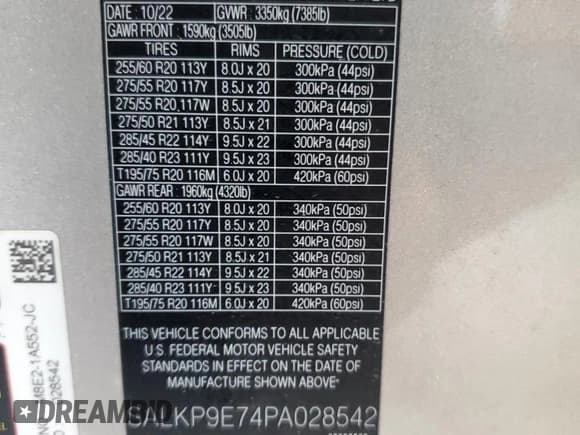 DATE : 10/22 GVWR : 3350kg (7385lb)
GAWR FRONT : 1590kg (3505lb)
TIRES RIMS PRESSURE (COLD)
255/60 R20 113Y 8.0J x 20 300kPa (44psi)
275/55 R20 117Y 8.5J x 20 300kPa (44psi)
275/55 R20 117W 8.5J x 20 300kPa (44psi)
275/50 R21 113Y 8.5J x 21 300kPa (44psi)
285/45 R22 114Y 9.5J x 22 300kPa (44psi)
285/40 R23 111Y 9.5J x 23 300kPa (44psi)
T195/75 R20 116M 6.0J x 20 420kPa (60psi)
GAWR REAR : 1960kg (4320lb)
255/60 R20 113Y 8.0J x 20 340kPa (50psi)
275/55 R20 117Y 8.5J x 20 340kPa (50psi)
275/55 R20 117W 8.5J x 20 340kPa (50psi)
275/50 R21 113Y 8.5J x 21 340kPa (50psi)
285/45 R22 114Y 9.5J x 22 340kPa (50psi)
285/40 R23 111Y 9.5J x 23 340kPa (50psi)
T195/75 R20 116M 6.0J x 20 420kPa (60psi)
THIS VEHICLE CONFORMS TO ALL APPLICABLE
U.S. FEDERAL MOTOR VEHICLE SAFETY
STANDARDS IN EFFECT ON THE DATE OF
MANUFACTURE SHOWN ABOVE.
SALKP9E74PA028542
M8E2-1A552-JC
028542
DREAMBID